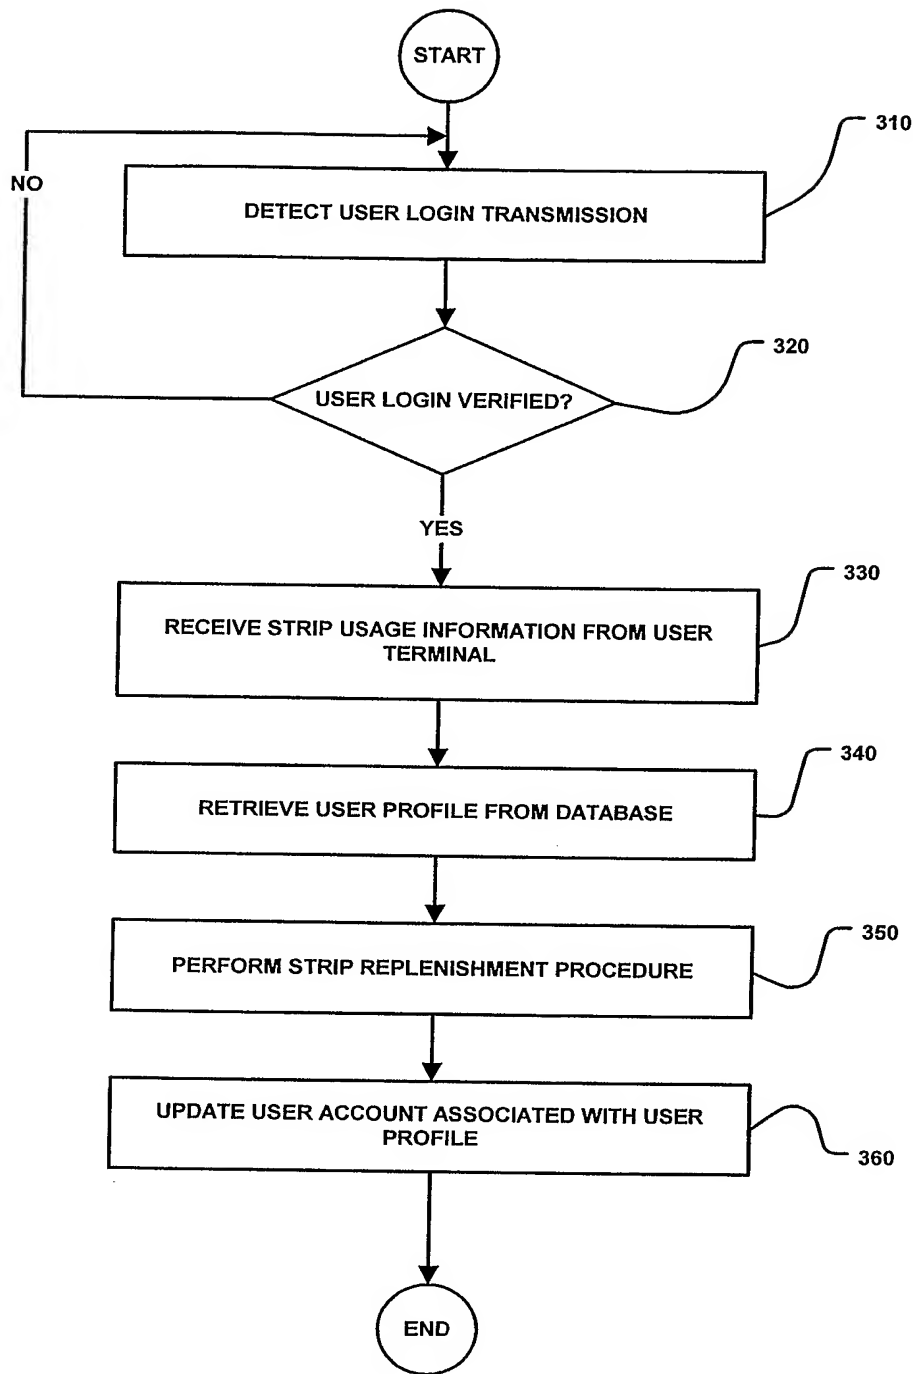 START
310
NO
DETECT USER LOGIN TRANSMISSION
320
USER LOGIN VERIFIED?
YES
330
RECEIVE STRIP USAGE INFORMATION FROM USER
TERMINAL
340
RETRIEVE USER PROFILE FROM DATABASE
350
PERFORM STRIP REPLENISHMENT PROCEDURE
UPDATE USER ACCOUNT ASSOCIATED WITH USER
PROFILE
360
END